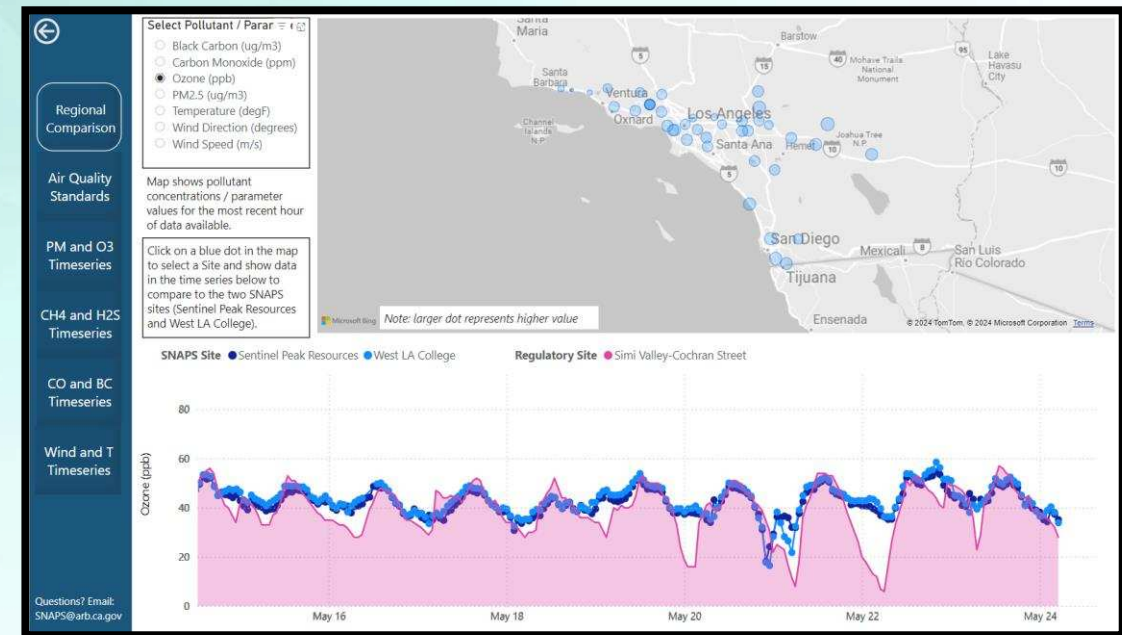 Select Pollutant / Parar
Black Carbon (ug/m3)
Carbon Monoxide (ppm)
Ozone (ppb)
PM2.5 (ug/m3)
Temperature (degF)
Wind Direction (degrees)
Wind Speed (m/s)
Map shows pollutant
concentrations / parameter
values for the most recent hour
of data available.
Click on a blue dot in the map
to select a Site and show data
in the time series below to
compare to the two SNAPS
sites (Sentinel Peak Resources
and West LA College).
Regional
Comparison
Air Quality
Standards
PM and O3
Timeseries
CH4 and H2S
Timeseries
CO and BC
Timeseries
Wind and T
Timeseries
Questions? Email:
SNAPS@arb.ca.gov
Santa
Maria
Barstow
5
15
40
95
Mohave Trails
National
Monument
Lake
Havasu
City
Santa
Barbara
Ventura
Oxnard
Los Angeles
Channel
Islands
N.P.
Santa Ana
Hemet
10
Joshua Tree
N.P.
10
5
San Diego
Mexicali
8
San Luis
Rio Colorado
Tijuana
Ensenada
Microsoft Bing
Note: larger dot represents higher value
© 2024 TomTom, © 2024 Microsoft Corporation Terms
SNAPS Site Sentinel Peak Resources West LA College Regulatory Site Simi Valley-Cochran Street
Ozone (ppb)
80
60
40
20
0
May 16 May 18 May 20 May 22 May 24